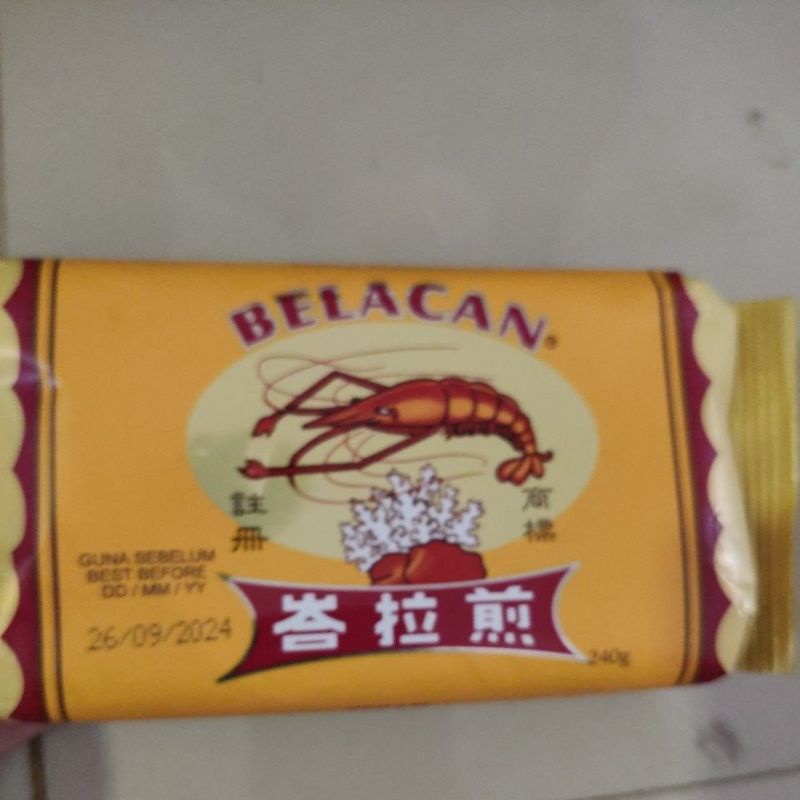 BELACAN
註冊
商標
GUNA SEBELUM
BEST BEFORE
DD / MM / YY
26/09/2024
峇拉煎
240g